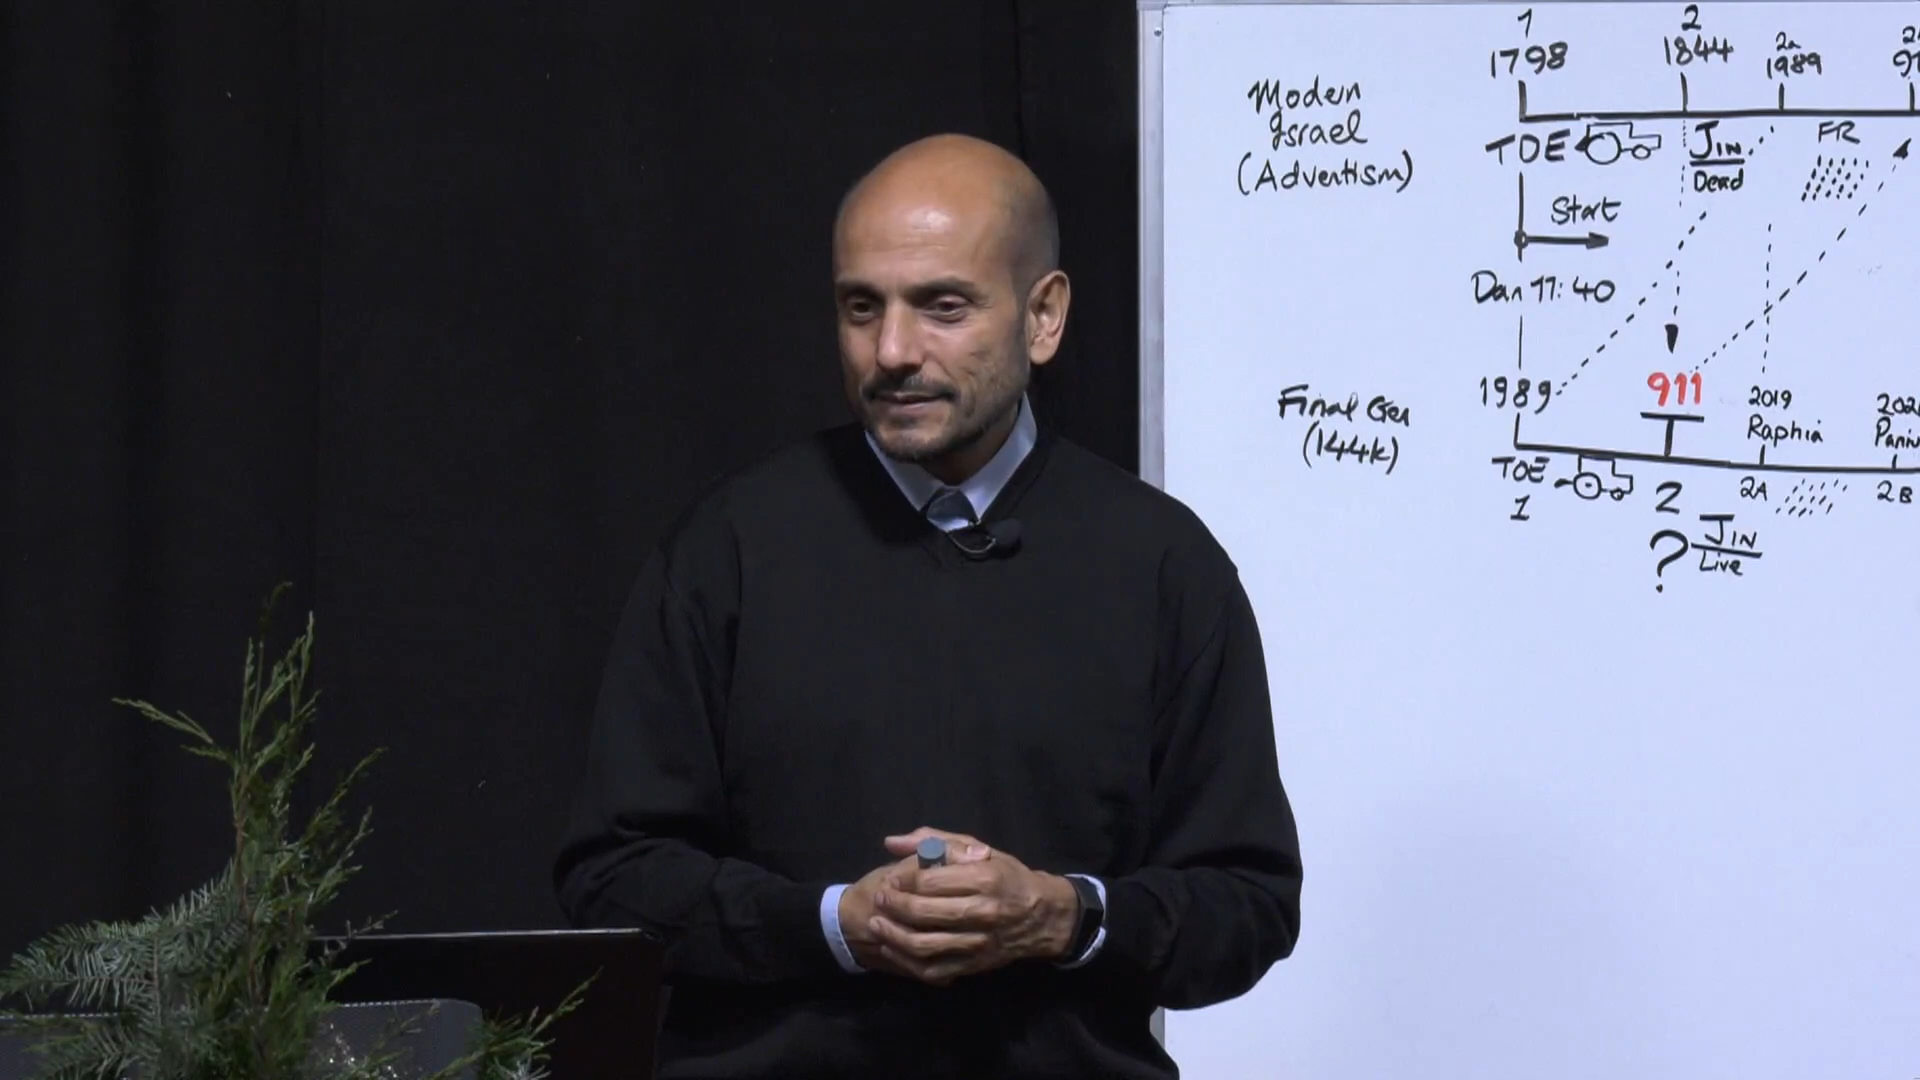 1
2
1798
1844
2a
1989
Modern
Israel
(Adventism)
TOE
JIN
Dead
FR
Start
Dan 11:40
Final Gen
(144k)
1989
911
2019
Raphia
TOE
1
2
2A
2B
?
JIN
Live